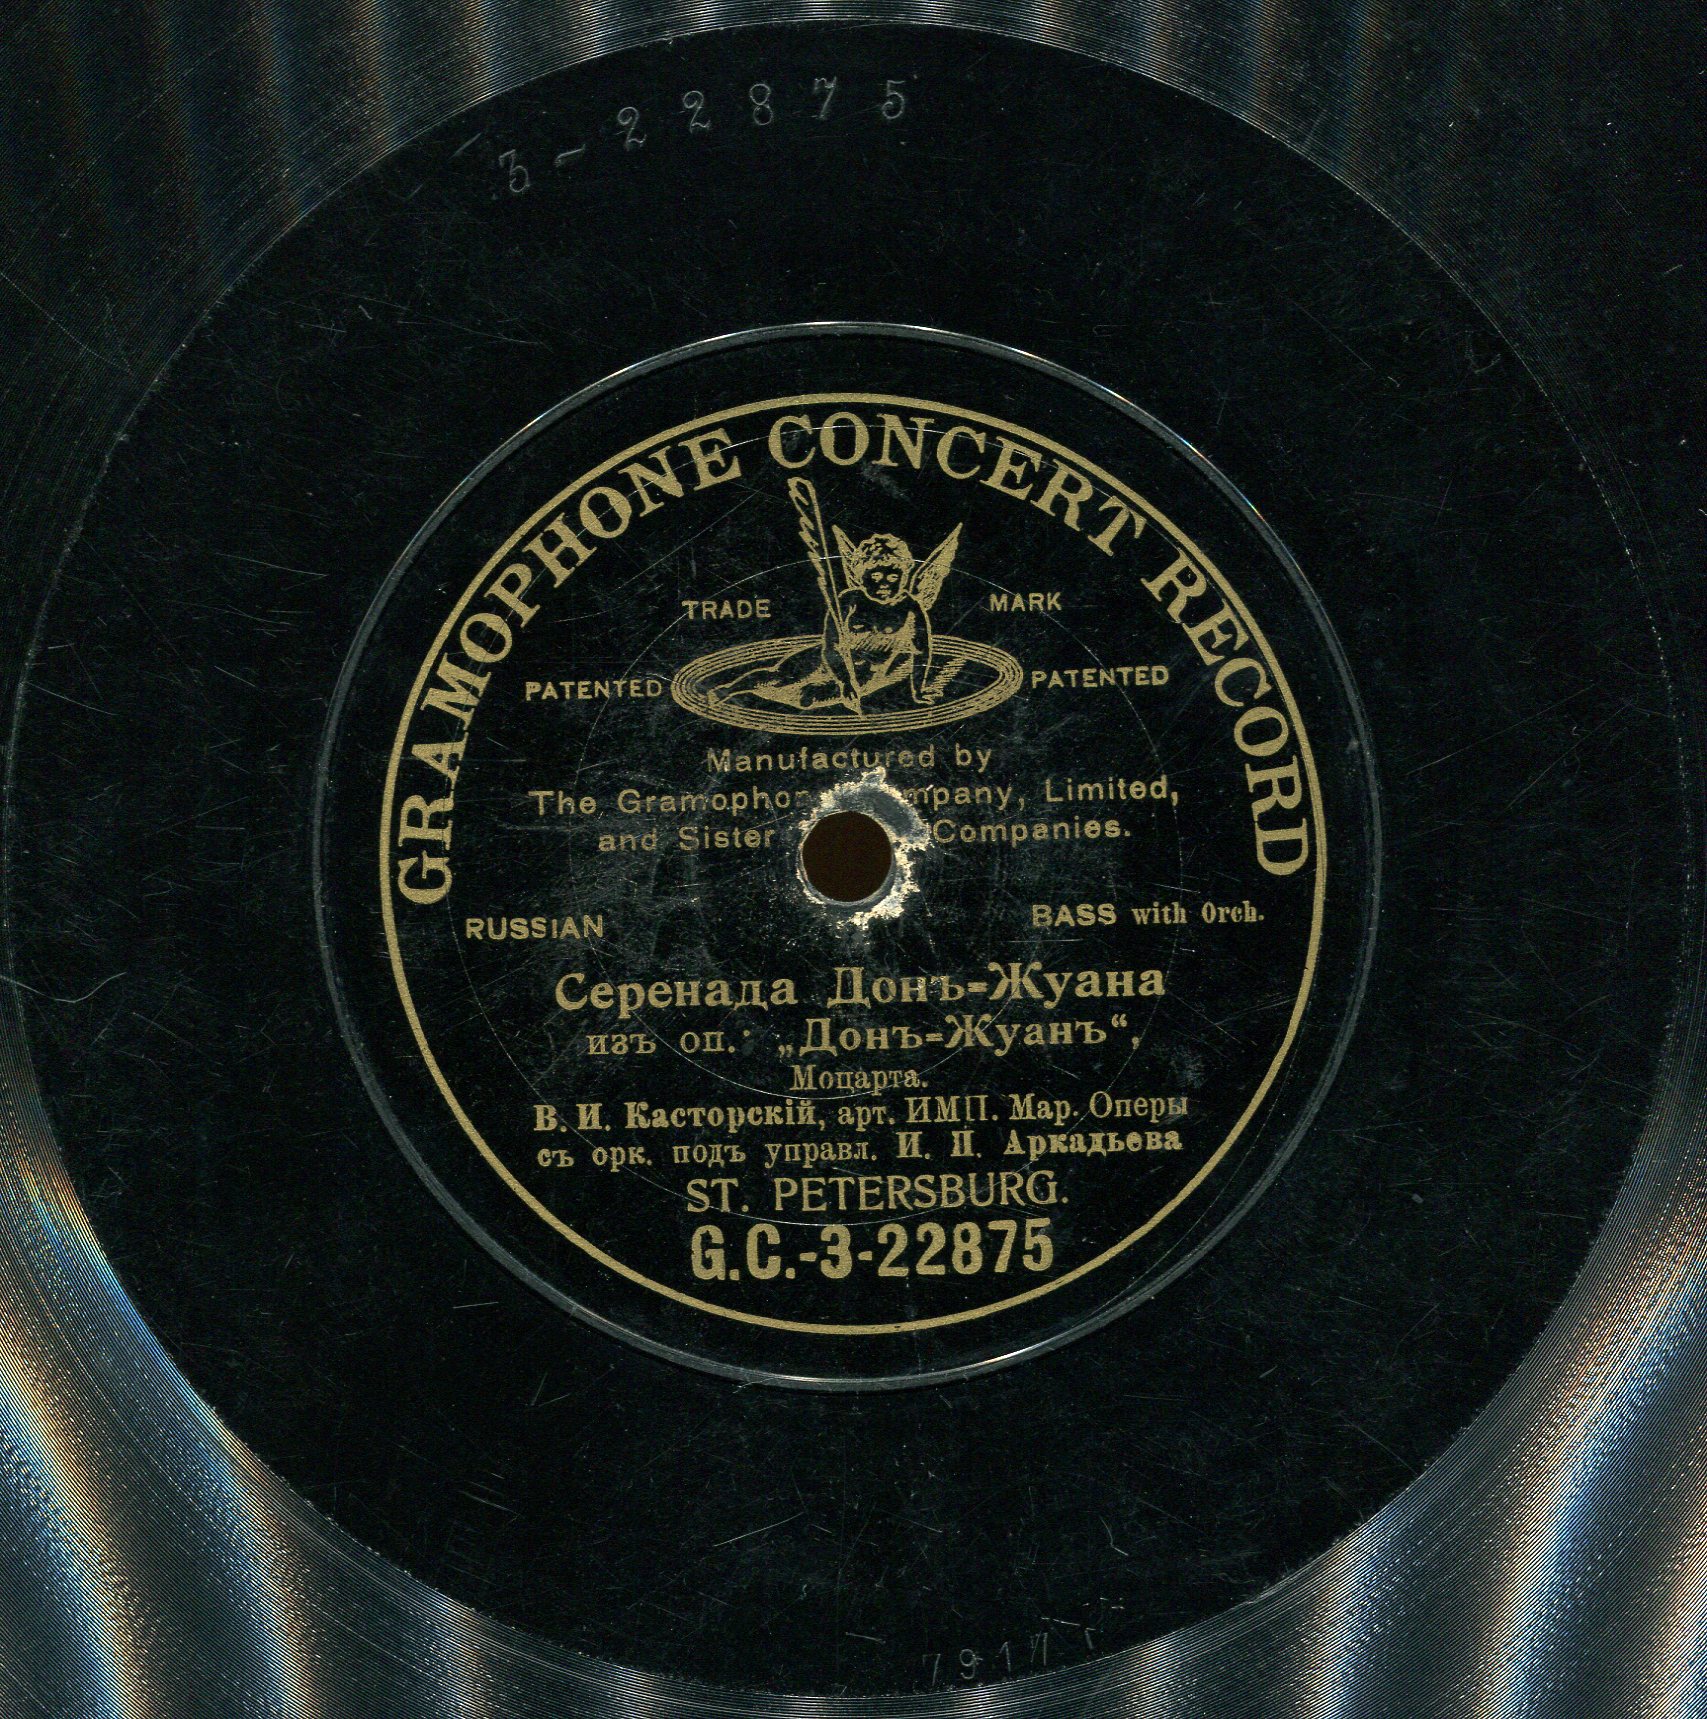 3-22875
GRAMOPHONE CONCERT RECORD
TRADE MARK
PATENTED PATENTED
Manufactured by
The Gramophon mpany, Limited,
and Sister Companies.
RUSSIAN BASS with Orch.
Серенада Донъ-Жуана
изъ оп.: „Донъ-Жуанъ“,
Моцарта.
В. И. Касторскій, арт. ИМП. Мар. Оперы
съ орк. подъ управл. И. П. Аркадьева
ST. PETERSBURG.
G.C.-3-22875